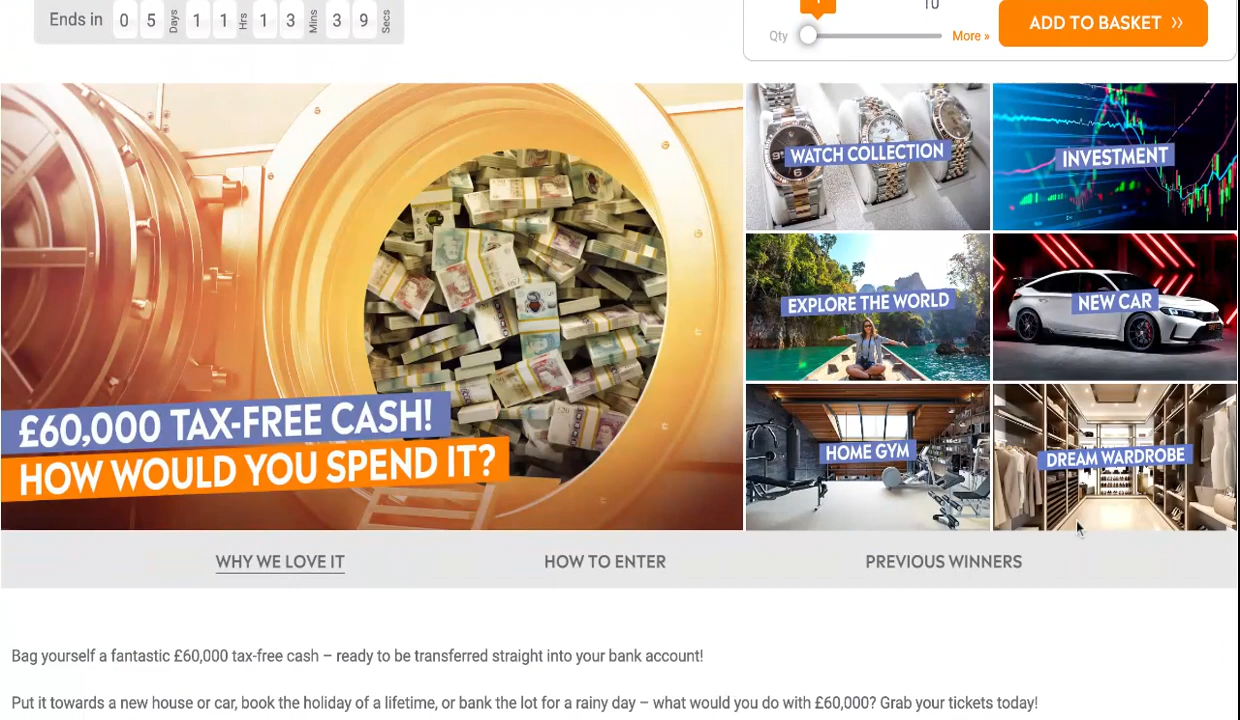 Ends in 0 5 Days 1 1 Hrs 1 3 Mins 3 9 Secs
10
Qty
More »
ADD TO BASKET »
WATCH COLLECTION
INVESTMENT
EXPLORE THE WORLD
NEW CAR
£60,000 TAX-FREE CASH!
HOW WOULD YOU SPEND IT?
HOME GYM
DREAM WARDROBE
WHY WE LOVE IT
HOW TO ENTER
PREVIOUS WINNERS
Bag yourself a fantastic £60,000 tax-free cash – ready to be transferred straight into your bank account!
Put it towards a new house or car, book the holiday of a lifetime, or bank the lot for a rainy day – what would you do with £60,000? Grab your tickets today!